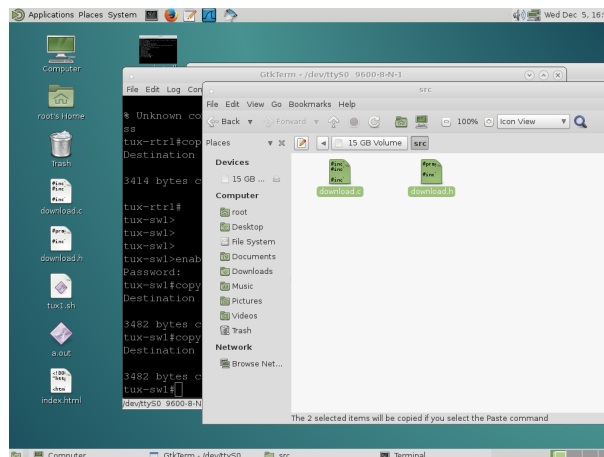 Applications Places System
Wed Dec 5, 16:
Computer
root's Home
Trash
download.c
download.h
tux1.sh
a.out
index.html
GtkTerm - /dev/ttyS0 9600-8-N-1
File Edit Log Con
% Unknown co
ss
tux-rtr1#cop
Destination
3414 bytes c
tux-rtr1#
tux-sw1>
tux-sw1>
tux-sw1>
tux-sw1>enab
Password:
tux-sw1#copy
Destination
3482 bytes c
tux-sw1#copy
Destination
3482 bytes c
tux-sw1#
/dev/ttyS0 9600-8-N
src
File Edit View Go Bookmarks Help
Back Forward 100% Icon View
Places 15 GB Volume src
Devices
15 GB ...
Computer
root
Desktop
File System
Documents
Downloads
Music
Pictures
Videos
Trash
Network
Browse Net...
download.c
download.h
The 2 selected items will be copied if you select the Paste command
Computer GtkTerm - /dev/ttyS0 src Terminal